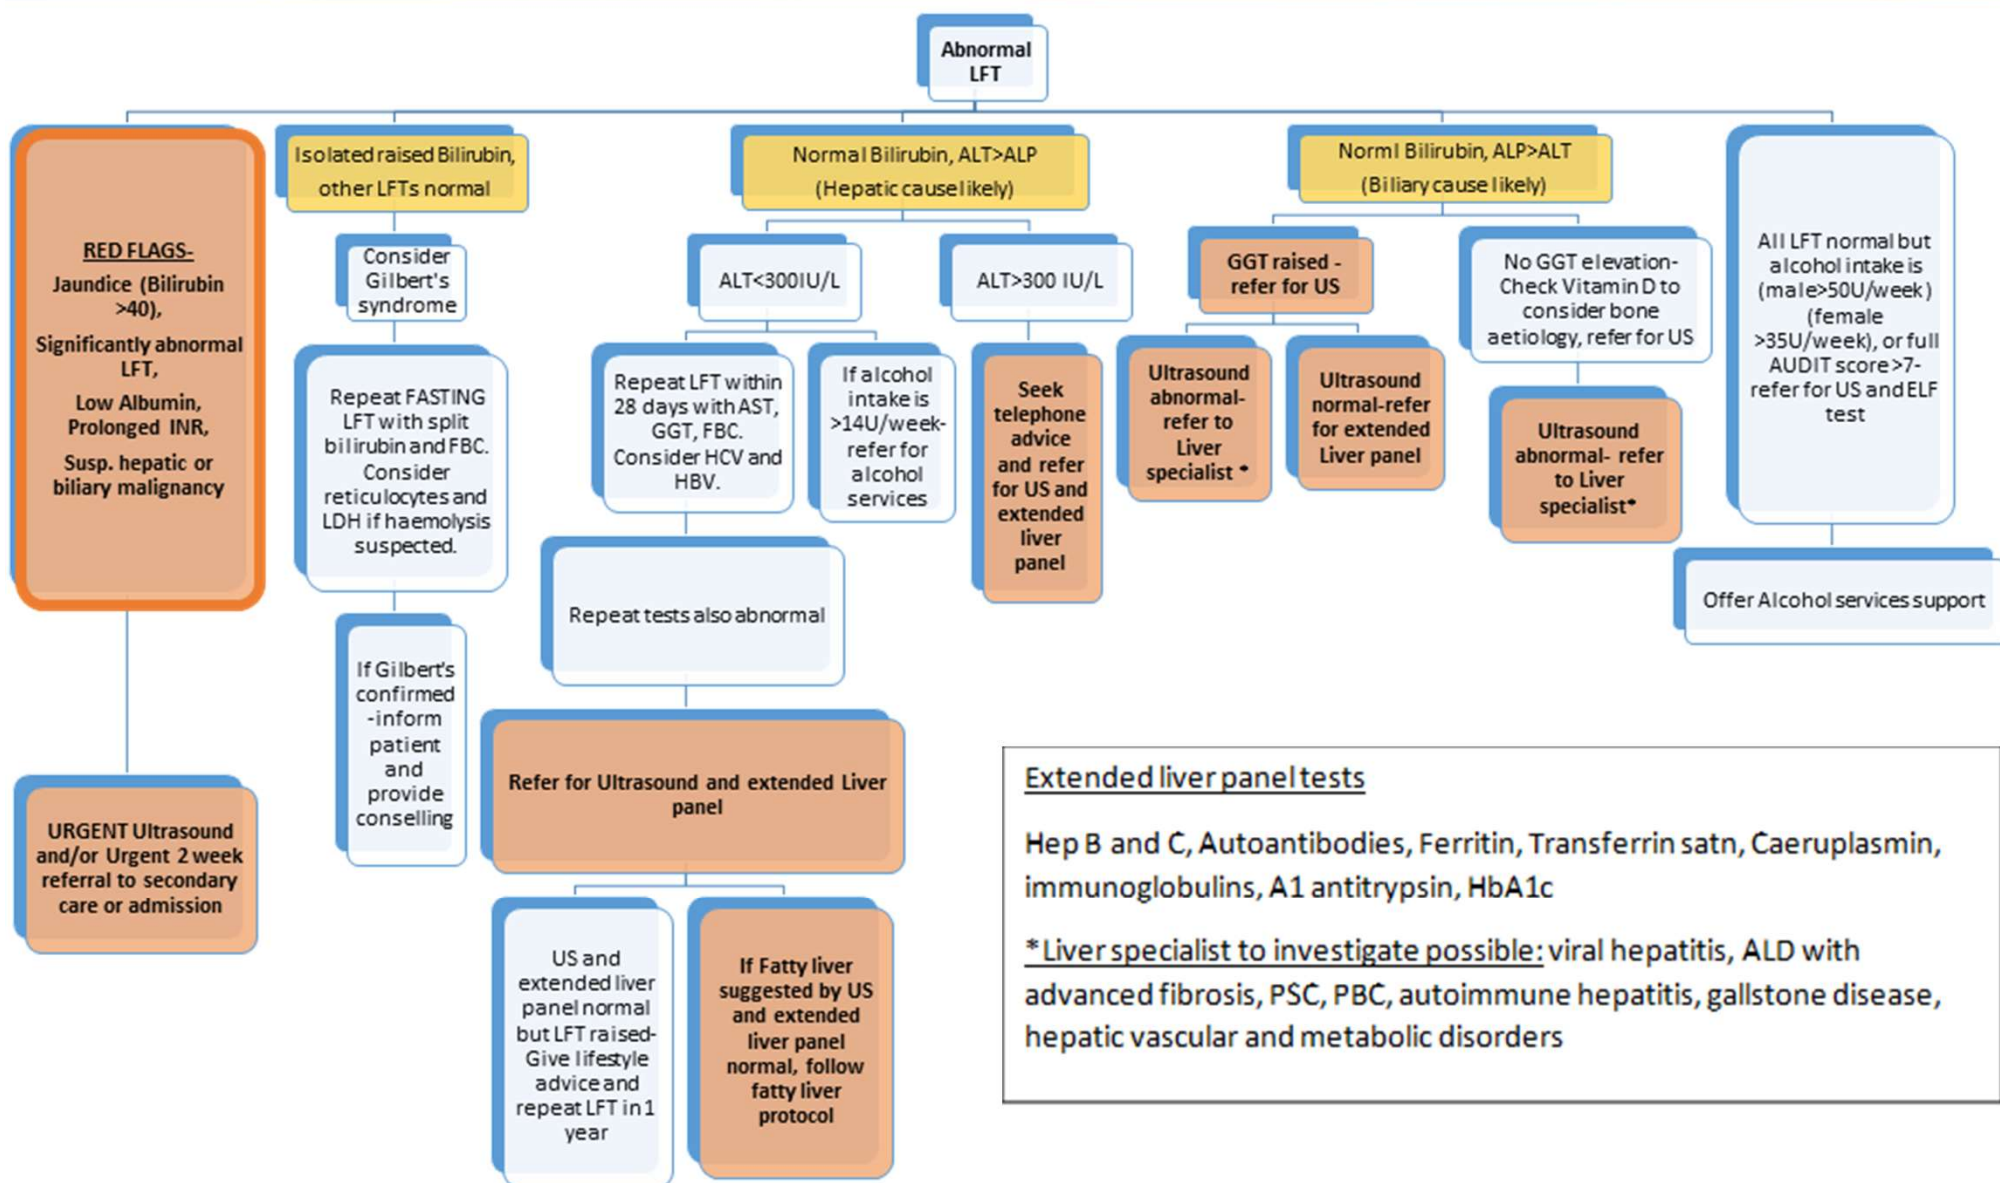 Abnormal
LFT
RED FLAGS-
Jaundice (Bilirubin
>40),
Significantly abnormal
LFT,
Low Albumin,
Prolonged INR,
Susp. hepatic or
biliary malignancy
URGENT Ultrasound
and/or Urgent 2 week
referral to secondary
care or admission
Isolated raised Bilirubin,
other LFTs normal
Consider
Gilbert's
syndrome
Repeat FASTING
LFT with split
bilirubin and FBC.
Consider
reticulocytes and
LDH if haemolysis
suspected.
If Gilbert's
confirmed
-inform
patient
and
provide
conselling
Normal Bilirubin, ALT>ALP
(Hepatic cause likely)
ALT<300IU/L
Repeat LFT within
28 days with AST,
GGT, FBC.
Consider HCV and
HBV.
Repeat tests also abnormal
Refer for Ultrasound and extended Liver
panel
US and
extended liver
panel normal
but LFT raised-
Give lifestyle
advice and
repeat LFT in 1
year
If Fatty liver
suggested by US
and extended
liver panel
normal, follow
fatty liver
protocol
If alcohol
intake is
>14U/week-
refer for
alcohol
services
ALT>300 IU/L
Seek
telephone
advice
and refer
for US and
extended
liver
panel
Norml Bilirubin, ALP>ALT
(Biliary cause likely)
GGT raised -
refer for US
Ultrasound
abnormal-
refer to
Liver
specialist *
Ultrasound
normal-refer
for extended
Liver panel
No GGT elevation-
Check Vitamin D to
consider bone
aetiology, refer for US
Ultrasound
abnormal- refer
to Liver
specialist*
All LFT normal but
alcohol intake is
(male>50U/week)
(female
>35U/week), or full
AUDIT score>7-
refer for US and ELF
test
Offer Alcohol services support
Extended liver panel tests
Hep B and C, Autoantibodies, Ferritin, Transferrin satn, Caeruplasmin,
immunoglobulins, A1 antitrypsin, HbA1c
*Liver specialist to investigate possible: viral hepatitis, ALD with
advanced fibrosis, PSC, PBC, autoimmune hepatitis, gallstone disease,
hepatic vascular and metabolic disorders